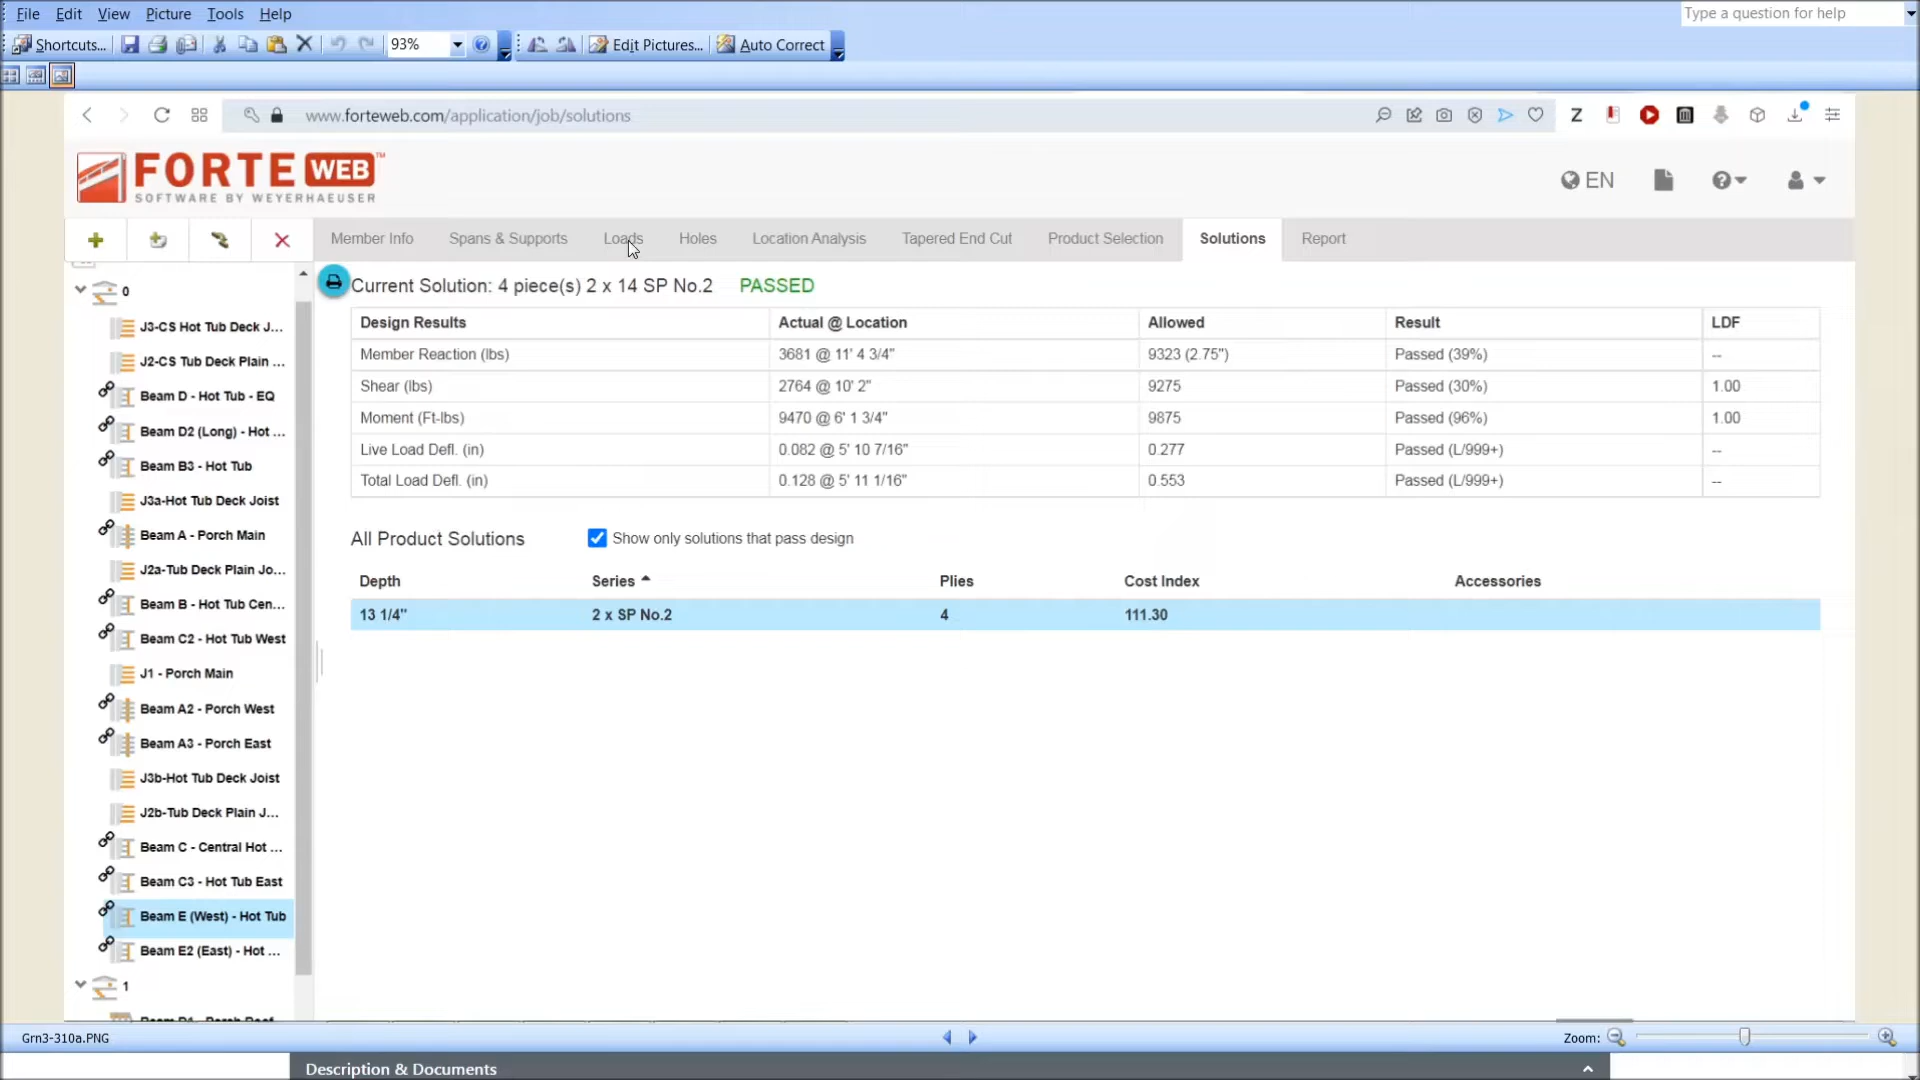 File Edit View Picture Tools Help
Type a question for help
Shortcuts... 93% Edit Pictures... Auto Correct
www.forteweb.com/application/job/solutions
Z
FORTE WEB™
SOFTWARE BY WEYERHAEUSER
EN
Member Info Spans & Supports Loads Holes Location Analysis Tapered End Cut Product Selection Solutions Report
0
J3-CS Hot Tub Deck J...
J2-CS Tub Deck Plain ...
Beam D - Hot Tub - EQ
Beam D2 (Long) - Hot ...
Beam B3 - Hot Tub
J3a-Hot Tub Deck Joist
Beam A - Porch Main
J2a-Tub Deck Plain Jo...
Beam B - Hot Tub Cen...
Beam C2 - Hot Tub West
J1 - Porch Main
Beam A2 - Porch West
Beam A3 - Porch East
J3b-Hot Tub Deck Joist
J2b-Tub Deck Plain J...
Beam C - Central Hot ...
Beam C3 - Hot Tub East
Beam E (West) - Hot Tub
Beam E2 (East) - Hot ...
1
Current Solution: 4 piece(s) 2 x 14 SP No.2 PASSED
Design Results Actual @ Location Allowed Result LDF
Member Reaction (lbs) 3681 @ 11' 4 3/4" 9323 (2.75") Passed (39%) --
Shear (lbs) 2764 @ 10' 2" 9275 Passed (30%) 1.00
Moment (Ft-lbs) 9470 @ 6' 1 3/4" 9875 Passed (96%) 1.00
Live Load Defl. (in) 0.082 @ 5' 10 7/16" 0.277 Passed (L/999+) --
Total Load Defl. (in) 0.128 @ 5' 11 1/16" 0.553 Passed (L/999+) --
All Product Solutions Show only solutions that pass design
Depth Series Plies Cost Index Accessories
13 1/4" 2 x SP No.2 4 111.30
Grn3-310a.PNG
Zoom:
Description & Documents